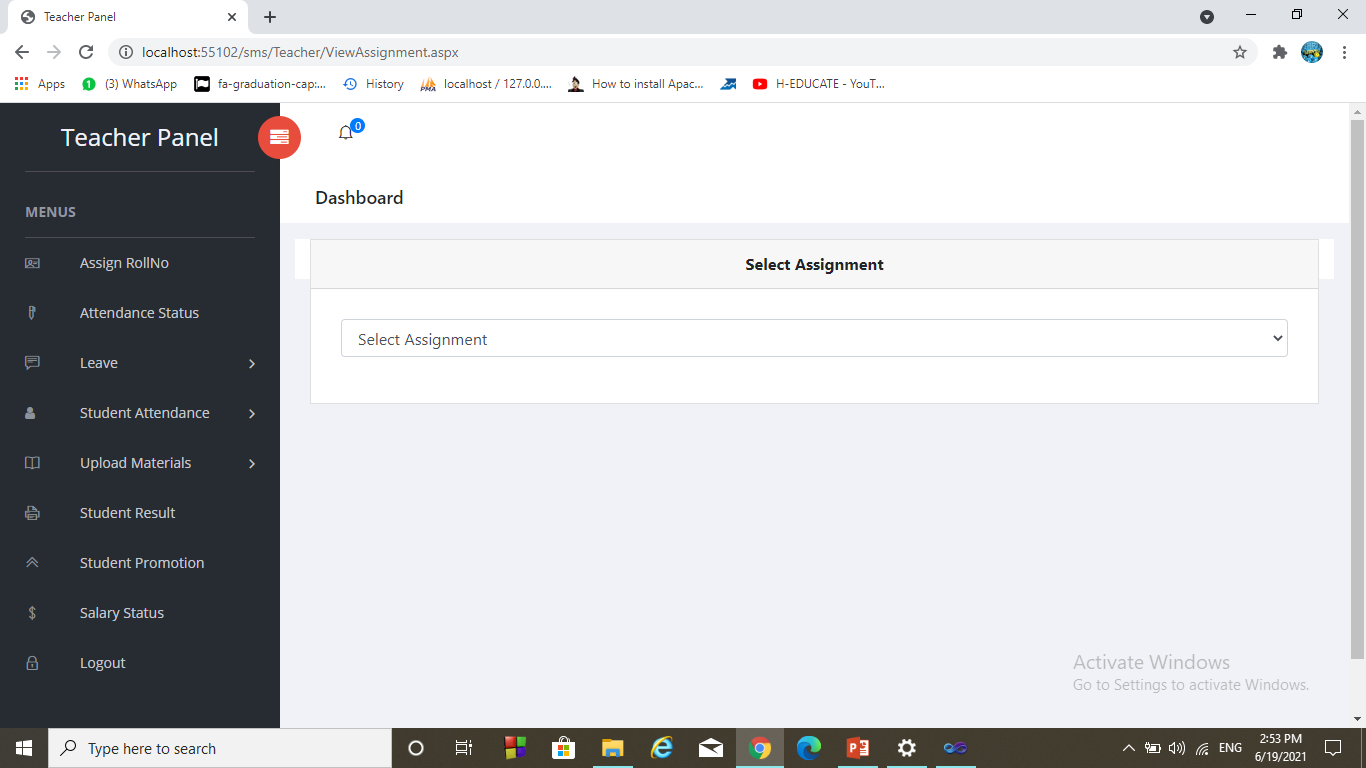 Teacher Panel
localhost:55102/sms/Teacher/ViewAssignment.aspx
Apps
1
(3) WhatsApp
fa-graduation-cap:...
History
PMA
localhost / 127.0.0....
How to install Apac...
H-EDUCATE - YouT...
Teacher Panel
0
Dashboard
MENUS
Assign RollNo
Attendance Status
Leave
Student Attendance
Upload Materials
Student Result
Student Promotion
$
Salary Status
Logout
Select Assignment
Select Assignment
Activate Windows
Go to Settings to activate Windows.
Type here to search
ENG
2:53 PM
6/19/2021